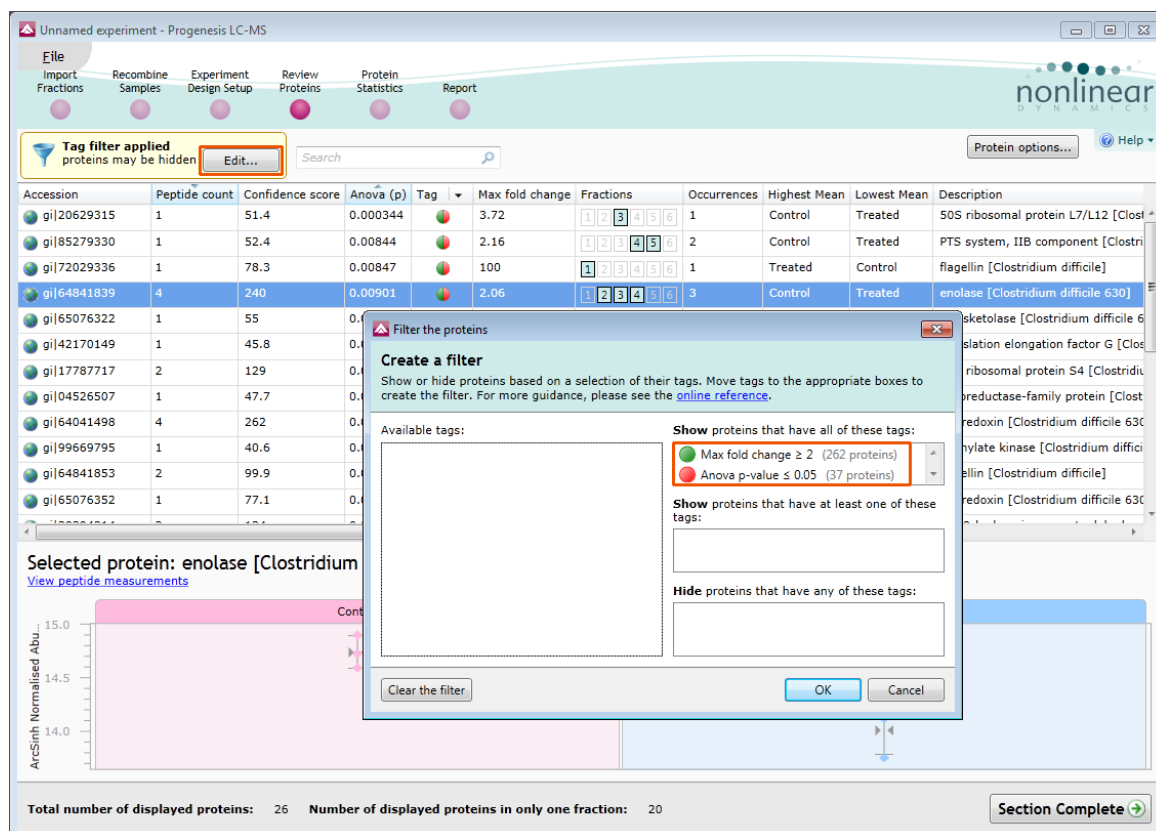 Unnamed experiment - Progenesis LC-MS
File
Import Fractions
Recombine Samples
Experiment Design Setup
Review Proteins
Protein Statistics
Report
nonlinear
DYNAMICS
Tag filter applied
proteins may be hidden
Edit...
Search
Protein options...
Help
Accession Peptide count Confidence score Anova (p) Tag Max fold change Fractions Occurrences Highest Mean Lowest Mean Description
gi|20629315 1 51.4 0.000344 3.72 1 2 3 4 5 6 1 Control Treated 50S ribosomal protein L7/L12 [Clost
gi|85279330 1 52.4 0.00844 2.16 1 2 3 4 5 6 2 Control Treated PTS system, IIB component [Clostri
gi|72029336 1 78.3 0.00847 100 1 2 3 4 5 6 1 Treated Control flagellin [Clostridium difficile]
gi|64841839 4 240 0.00901 2.06 1 2 3 4 5 6 3 Control Treated enolase [Clostridium difficile 630]
gi|65076322 1 55 sketolase [Clostridium difficile 6
gi|42170149 1 45.8 slation elongation factor G [Clos
gi|17787717 2 129 ribosomal protein S4 [Clostridiu
gi|04526507 1 47.7 oreductase-family protein [Clost
gi|64041498 4 262 redoxin [Clostridium difficile 630
gi|99669795 1 40.6 nylate kinase [Clostridium diffici
gi|64841853 2 99.9 ellin [Clostridium difficile]
gi|65076352 1 77.1 redoxin [Clostridium difficile 630
Filter the proteins
Create a filter
Show or hide proteins based on a selection of their tags. Move tags to the appropriate boxes to
create the filter. For more guidance, please see the online reference.
Available tags:
Show proteins that have all of these tags:
Max fold change ≥ 2 (262 proteins)
Anova p-value ≤ 0.05 (37 proteins)
Show proteins that have at least one of these
tags:
Hide proteins that have any of these tags:
Clear the filter
OK
Cancel
Selected protein: enolase [Clostridium
View peptide measurements
Cont
ArcSinh Normalised Abu...
15.0
14.5
14.0
Total number of displayed proteins: 26 Number of displayed proteins in only one fraction: 20
Section Complete